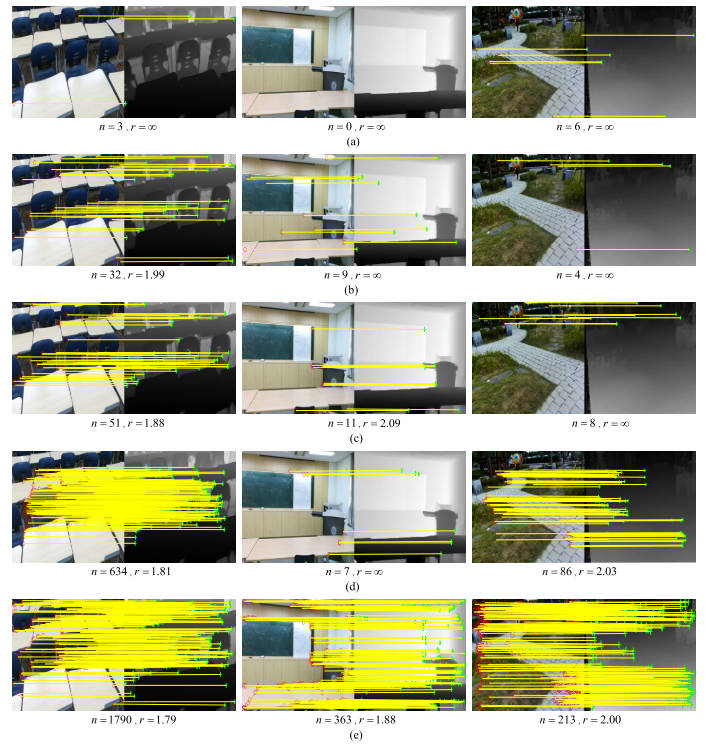 n = 3 , r = ∞ n = 0 , r = ∞ n = 6 , r = ∞
(a)
n = 32 , r = 1.99 n = 9 , r = ∞ n = 4 , r = ∞
(b)
n = 51 , r = 1.88 n = 11 , r = 2.09 n = 8 , r = ∞
(c)
n = 634 , r = 1.81 n = 7 , r = ∞ n = 86 , r = 2.03
(d)
n = 1790 , r = 1.79 n = 363 , r = 1.88 n = 213 , r = 2.00
(e)